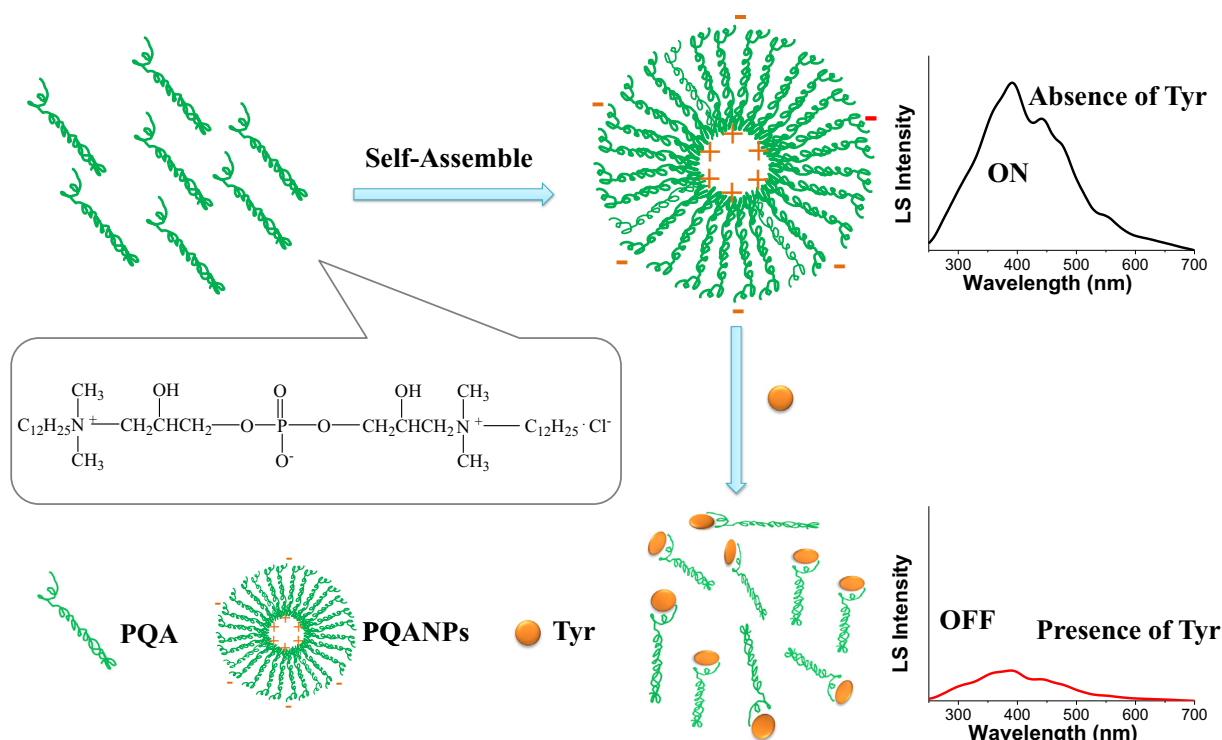 Self-Assemble
LS Intensity
Absence of Tyr
ON
300 400 500 600 700
Wavelength (nm)
CH₃ OH O OH CH₃
C₁₂H₂₅N⁺—CH₂CHCH₂—O—P—O—CH₂CHCH₂N⁺—C₁₂H₂₅·Cl⁻
CH₃ O⁻ CH₃
PQA
PQANPs
Tyr
LS Intensity
OFF
Presence of Tyr
300 400 500 600 700
Wavelength (nm)